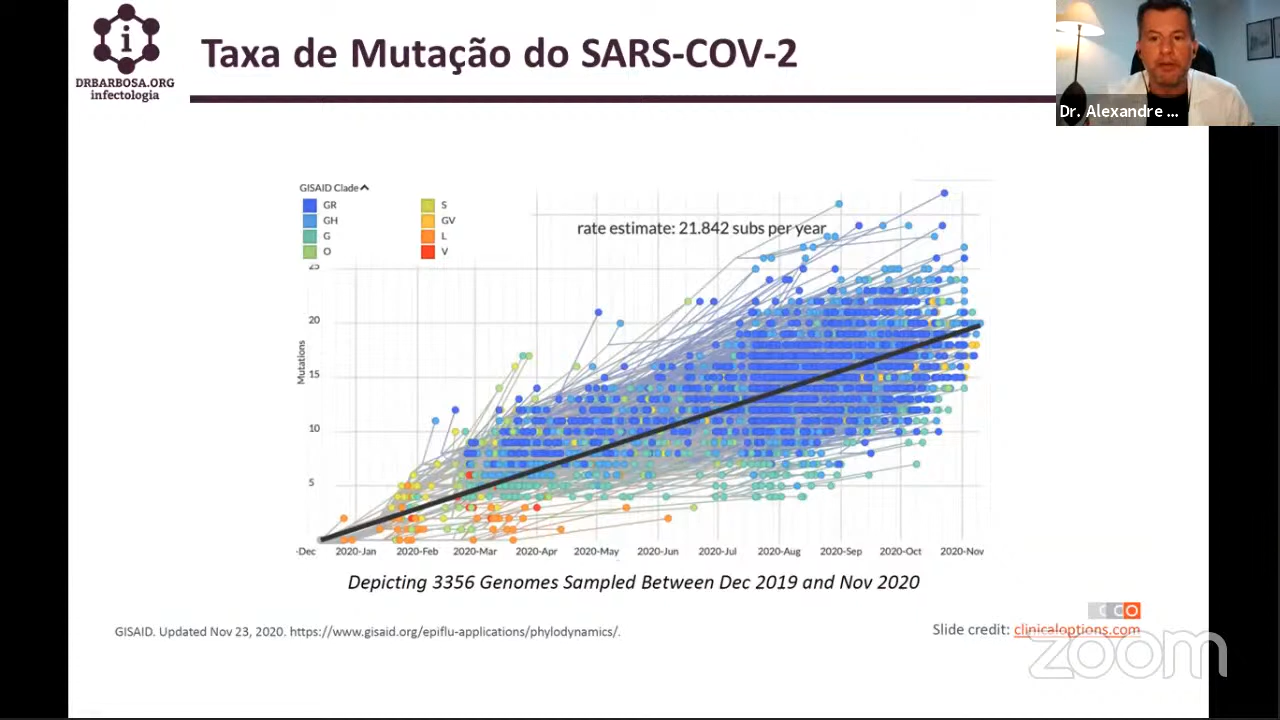 DRBARBOSA.ORG
infectologia
Taxa de Mutação do SARS-COV-2
Dr. Alexandre ...
GISAID Clade
GR
GH
G
O
S
GV
L
V
rate estimate: 21.842 subs per year
Mutations
25
20
15
10
5
-Dec 2020-Jan 2020-Feb 2020-Mar 2020-Apr 2020-May 2020-Jun 2020-Jul 2020-Aug 2020-Sep 2020-Oct 2020-Nov
Depicting 3356 Genomes Sampled Between Dec 2019 and Nov 2020
CCO
GISAID. Updated Nov 23, 2020. https://www.gisaid.org/epiflu-applications/phylodynamics/.
Slide credit: clinicaloptions.com
zoom